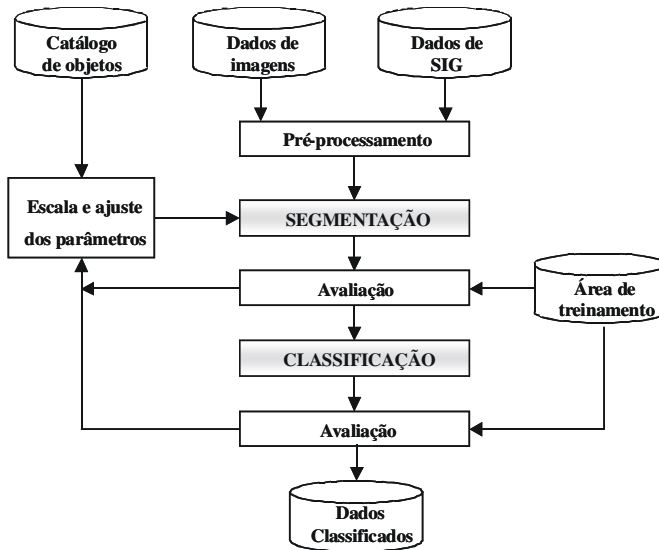 Catálogo
de objetos
Dados de
imagens
Dados de
SIG
Pré-processamento
Escala e ajuste
dos parâmetros
SEGMENTAÇÃO
Avaliação
Área de
treinamento
CLASSIFICAÇÃO
Avaliação
Dados
Classificados